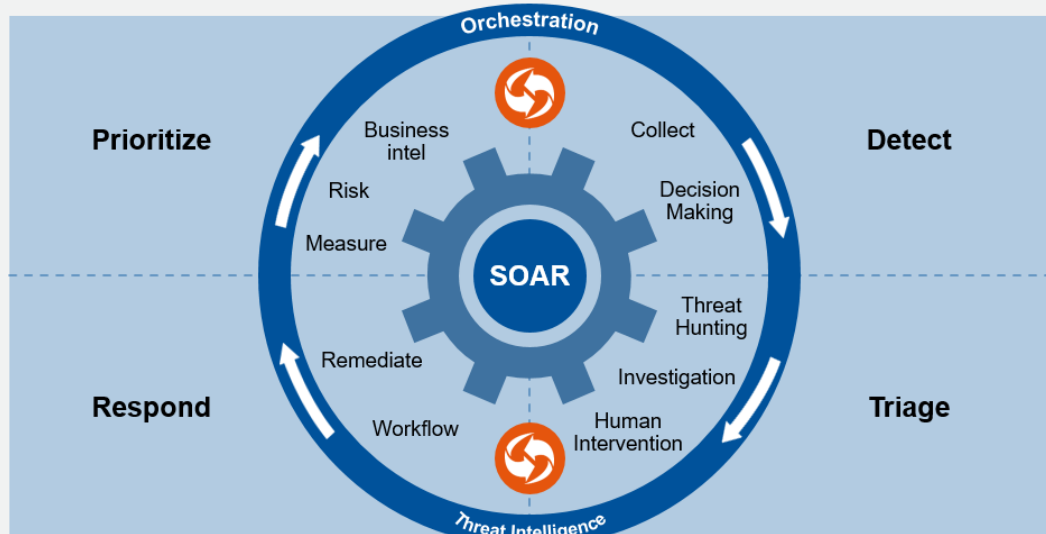 Orchestration
Prioritize
Business
intel
Risk
Measure
Collect
Decision
Making
Detect
SOAR
Respond
Remediate
Workflow
Threat
Hunting
Investigation
Human
Intervention
Triage
Threat Intelligence